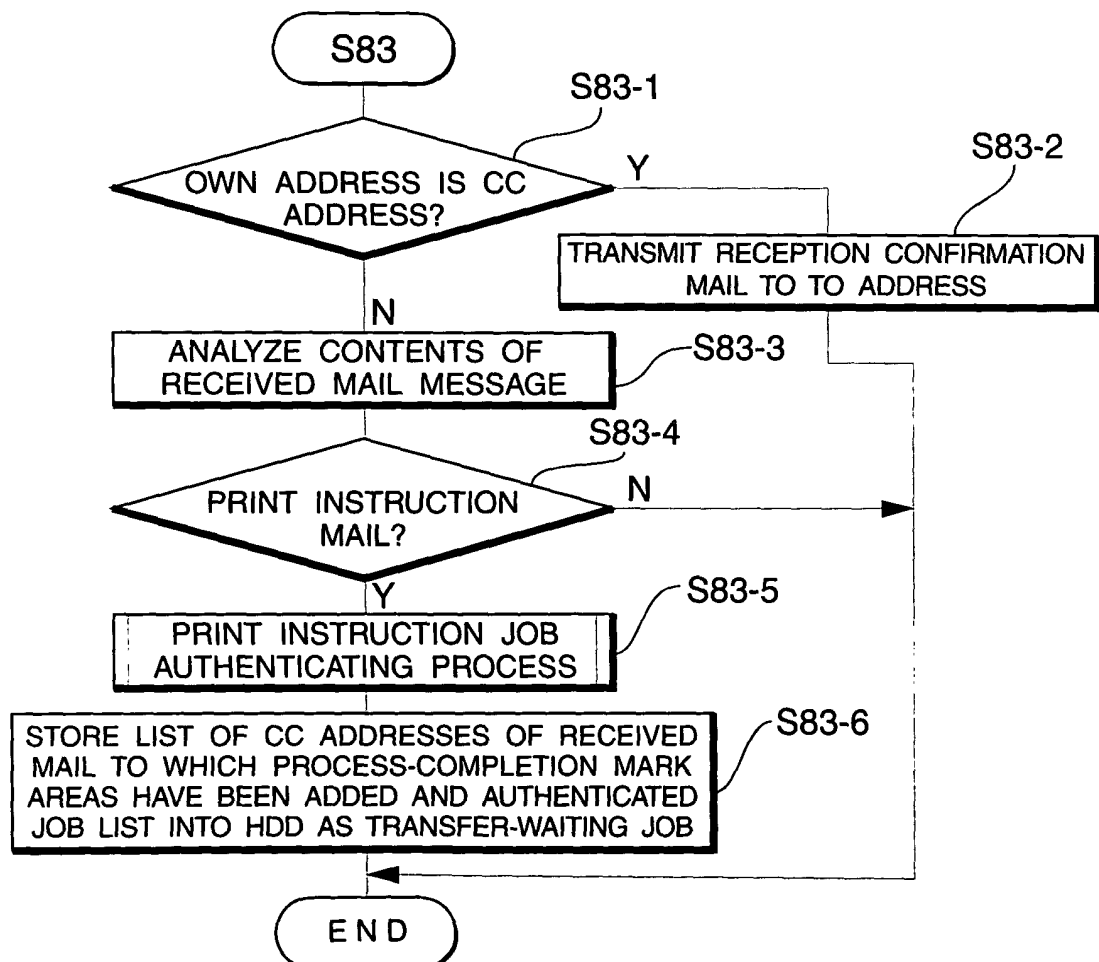 S83
S83-1
OWN ADDRESS IS CC
ADDRESS?
Y
S83-2
TRANSMIT RECEPTION CONFIRMATION
MAIL TO TO ADDRESS
N
ANALYZE CONTENTS OF
RECEIVED MAIL MESSAGE
S83-3
S83-4
PRINT INSTRUCTION
MAIL?
N
Y
S83-5
PRINT INSTRUCTION JOB
AUTHENTICATING PROCESS
S83-6
STORE LIST OF CC ADDRESSES OF RECEIVED
MAIL TO WHICH PROCESS-COMPLETION MARK
AREAS HAVE BEEN ADDED AND AUTHENTICATED
JOB LIST INTO HDD AS TRANSFER-WAITING JOB
END